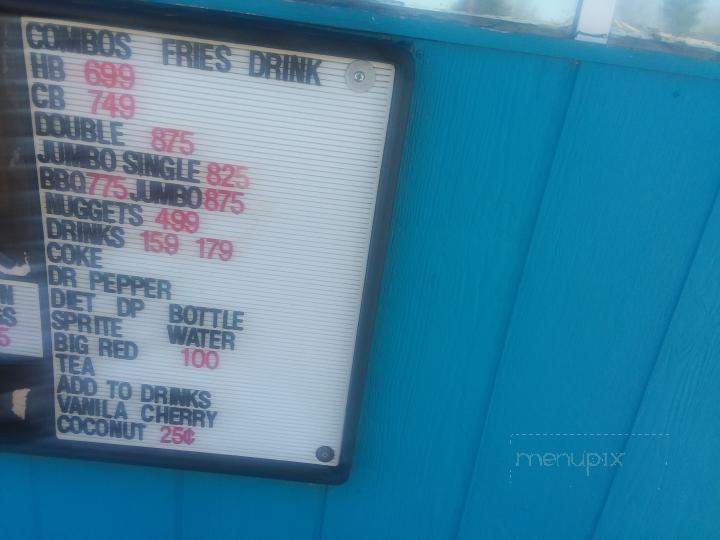 COMBOS FRIES DRINK
HB 699
CB 749
DOUBLE 875
JUMBO SINGLE 825
BBQ 775 JUMBO 875
NUGGETS 499
DRINKS 159 179
COKE
DR PEPPER
DIET DP BOTTLE
SPRITE WATER
BIG RED 100
TEA
ADD TO DRINKS
VANILA CHERRY
COCONUT 25¢
N
S
5
menupix